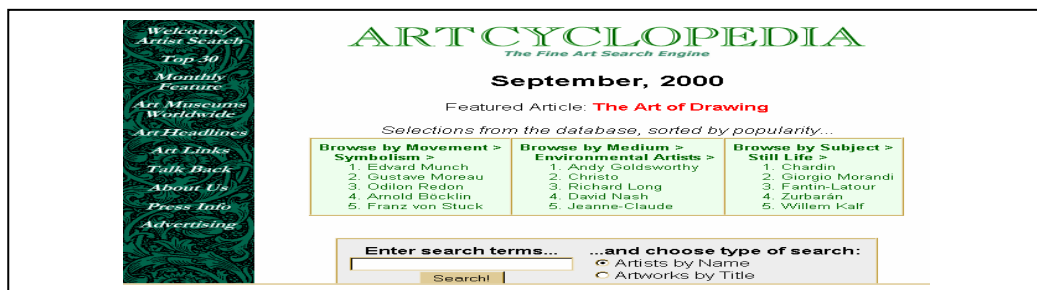 Welcome/
Artist Search
Top 30
Monthly
Feature
Art Museums
Worldwide
Art Headlines
Art Links
Talk Back
About Us
Press Info
Advertising
ARTCYCLOPEDIA
The Fine Art Search Engine
September, 2000
Featured Article: The Art of Drawing
Selections from the database, sorted by popularity...
Browse by Movement >
Symbolism >
1. Edvard Munch
2. Gustave Moreau
3. Odilon Redon
4. Arnold Böcklin
5. Franz von Stuck
Browse by Medium >
Environmental Artists >
1. Andy Goldsworthy
2. Christo
3. Richard Long
4. David Nash
5. Jeanne-Claude
Browse by Subject >
Still Life >
1. Chardin
2. Giorgio Morandi
3. Fantin-Latour
4. Zurbarán
5. Willem Kalf
Enter search terms...
Search!
...and choose type of search:
Artists by Name
Artworks by Title